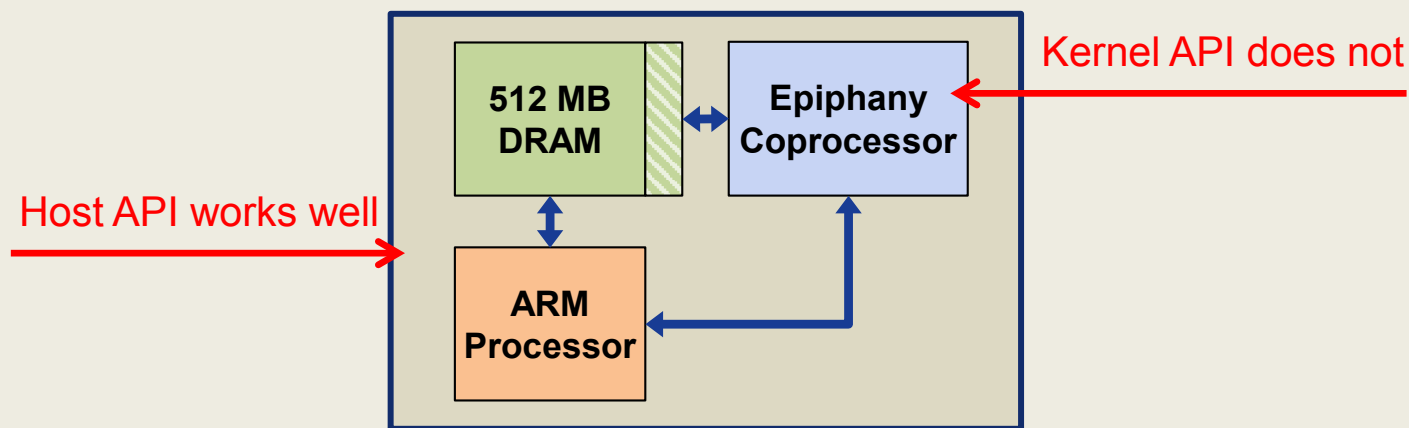 Kernel API does not
512 MB
DRAM
Epiphany
Coprocessor
Host API works well
ARM
Processor